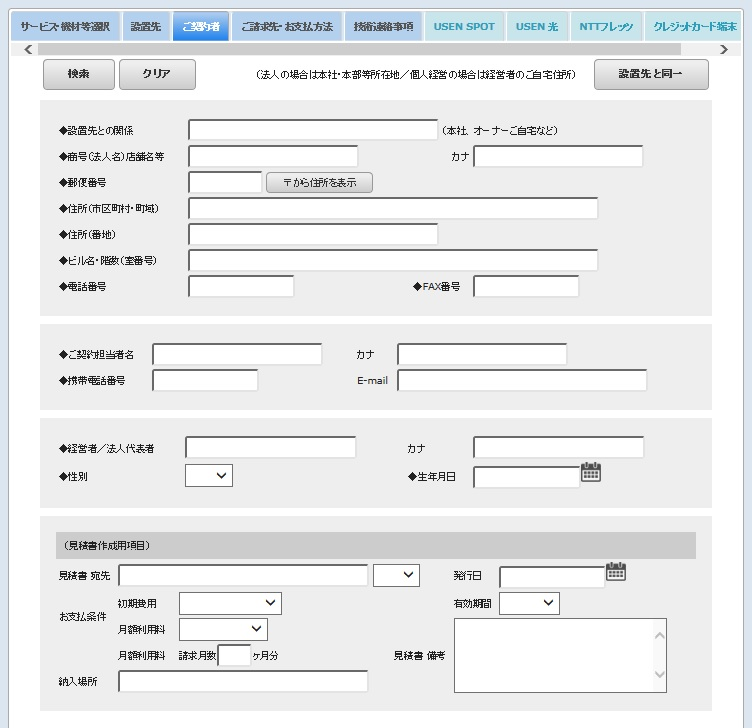 サービス・機材等選択 設置先 ご契約者 ご請求先・お支払方法 技術連絡事項 USEN SPOT USEN 光 NTTフレッツ クレジットカード端末
検索 クリア (法人の場合は本社・本部等所在地／個人経営の場合は経営者のご自宅住所) 設置先と同一
◆設置先との関係 (本社、オーナーご自宅など)
◆商号(法人名)店舗名等 カナ
◆郵便番号 〒から住所を表示
◆住所(市区町村・町域)
◆住所(番地)
◆ビル名・階数(室番号)
◆電話番号 ◆FAX番号
◆ご契約担当者名 カナ
◆携帯電話番号 E-mail
◆経営者／法人代表者 カナ
◆性別 ◆生年月日
(見積書作成用項目)
見積書 宛先 発行日
お支払条件 初期費用 有効期間
月額利用料
月額利用料 請求月数 ヶ月分 見積書 備考
納入場所